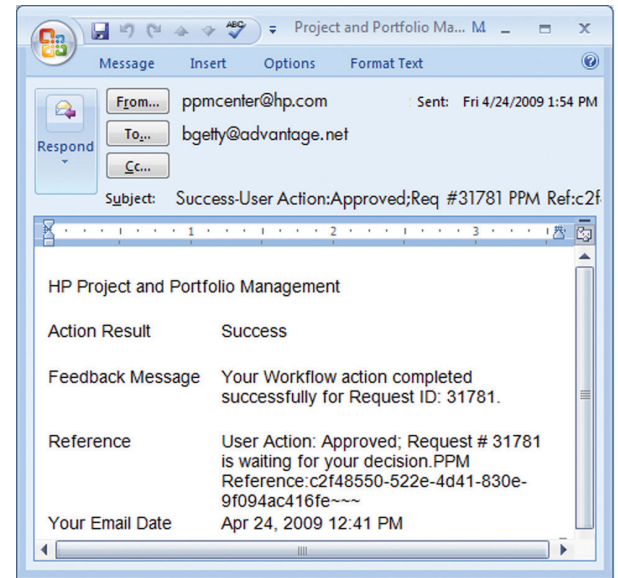 ABC
Project and Portfolio Ma... M
Message Insert Options Format Text
Respond
From... ppmcenter@hp.com Sent: Fri 4/24/2009 1:54 PM
To... bgetty@advantage.net
Cc...
Subject: Success-User Action:Approved;Req #31781 PPM Ref:c2f
1 2 3
HP Project and Portfolio Management
Action Result Success
Feedback Message Your Workflow action completed
successfully for Request ID: 31781.
Reference User Action: Approved; Request # 31781
is waiting for your decision.PPM
Reference:c2f48550-522e-4d41-830e-
9f094ac416fe~~~
Your Email Date Apr 24, 2009 12:41 PM